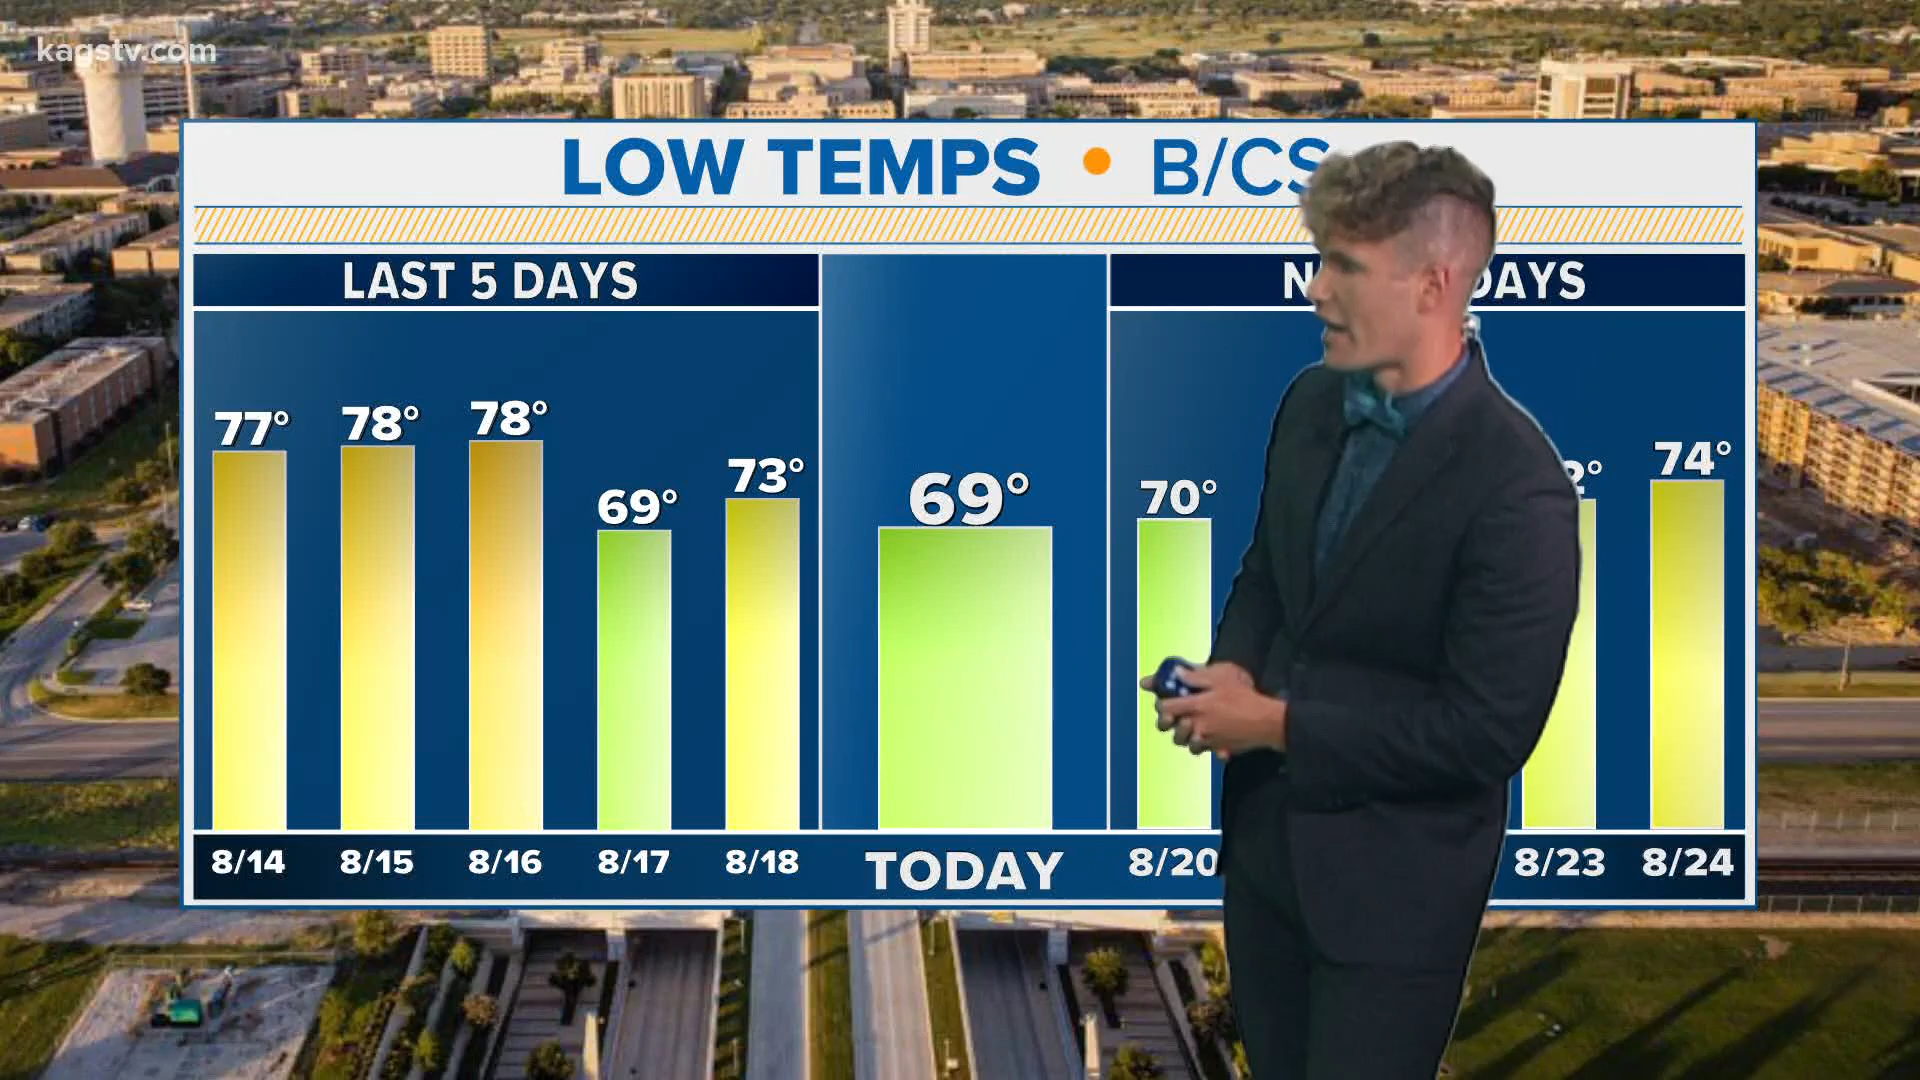 kagstv.com
LOW TEMPS • B/CS
LAST 5 DAYS
DAYS
77° 78° 78° 69° 73° 69° 70° 74°
8/14 8/15 8/16 8/17 8/18 TODAY 8/20 8/23 8/24